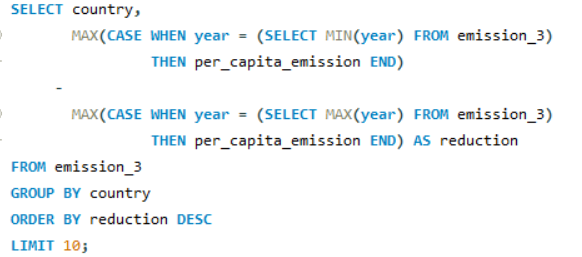 SELECT country,
MAX(CASE WHEN year = (SELECT MIN(year) FROM emission_3)
THEN per_capita_emission END)
-
MAX(CASE WHEN year = (SELECT MAX(year) FROM emission_3)
THEN per_capita_emission END) AS reduction
FROM emission_3
GROUP BY country
ORDER BY reduction DESC
LIMIT 10;